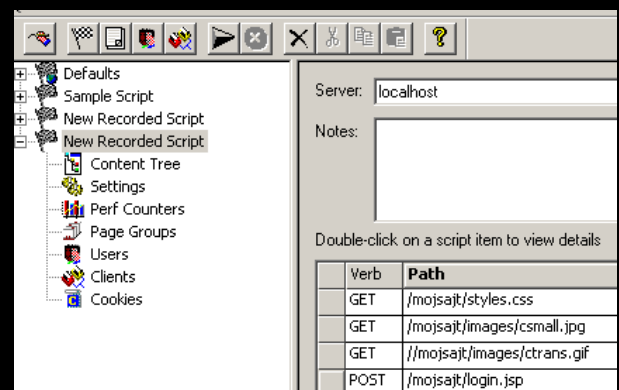 Defaults
Sample Script
New Recorded Script
New Recorded Script
Content Tree
Settings
Perf Counters
Page Groups
Users
Clients
Cookies
Server: localhost
Notes:
Double-click on a script item to view details
Verb Path
GET /mojsajt/styles.css
GET /mojsajt/images/csmall.jpg
GET //mojsajt/images/ctrans.gif
POST /mojsajt/login.jsp